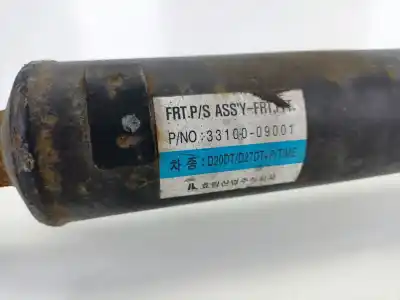 FRT.P/S ASS'Y-FRT.
P/NO:33100-09001
차 종: D20DT/D27DT+P/TIME